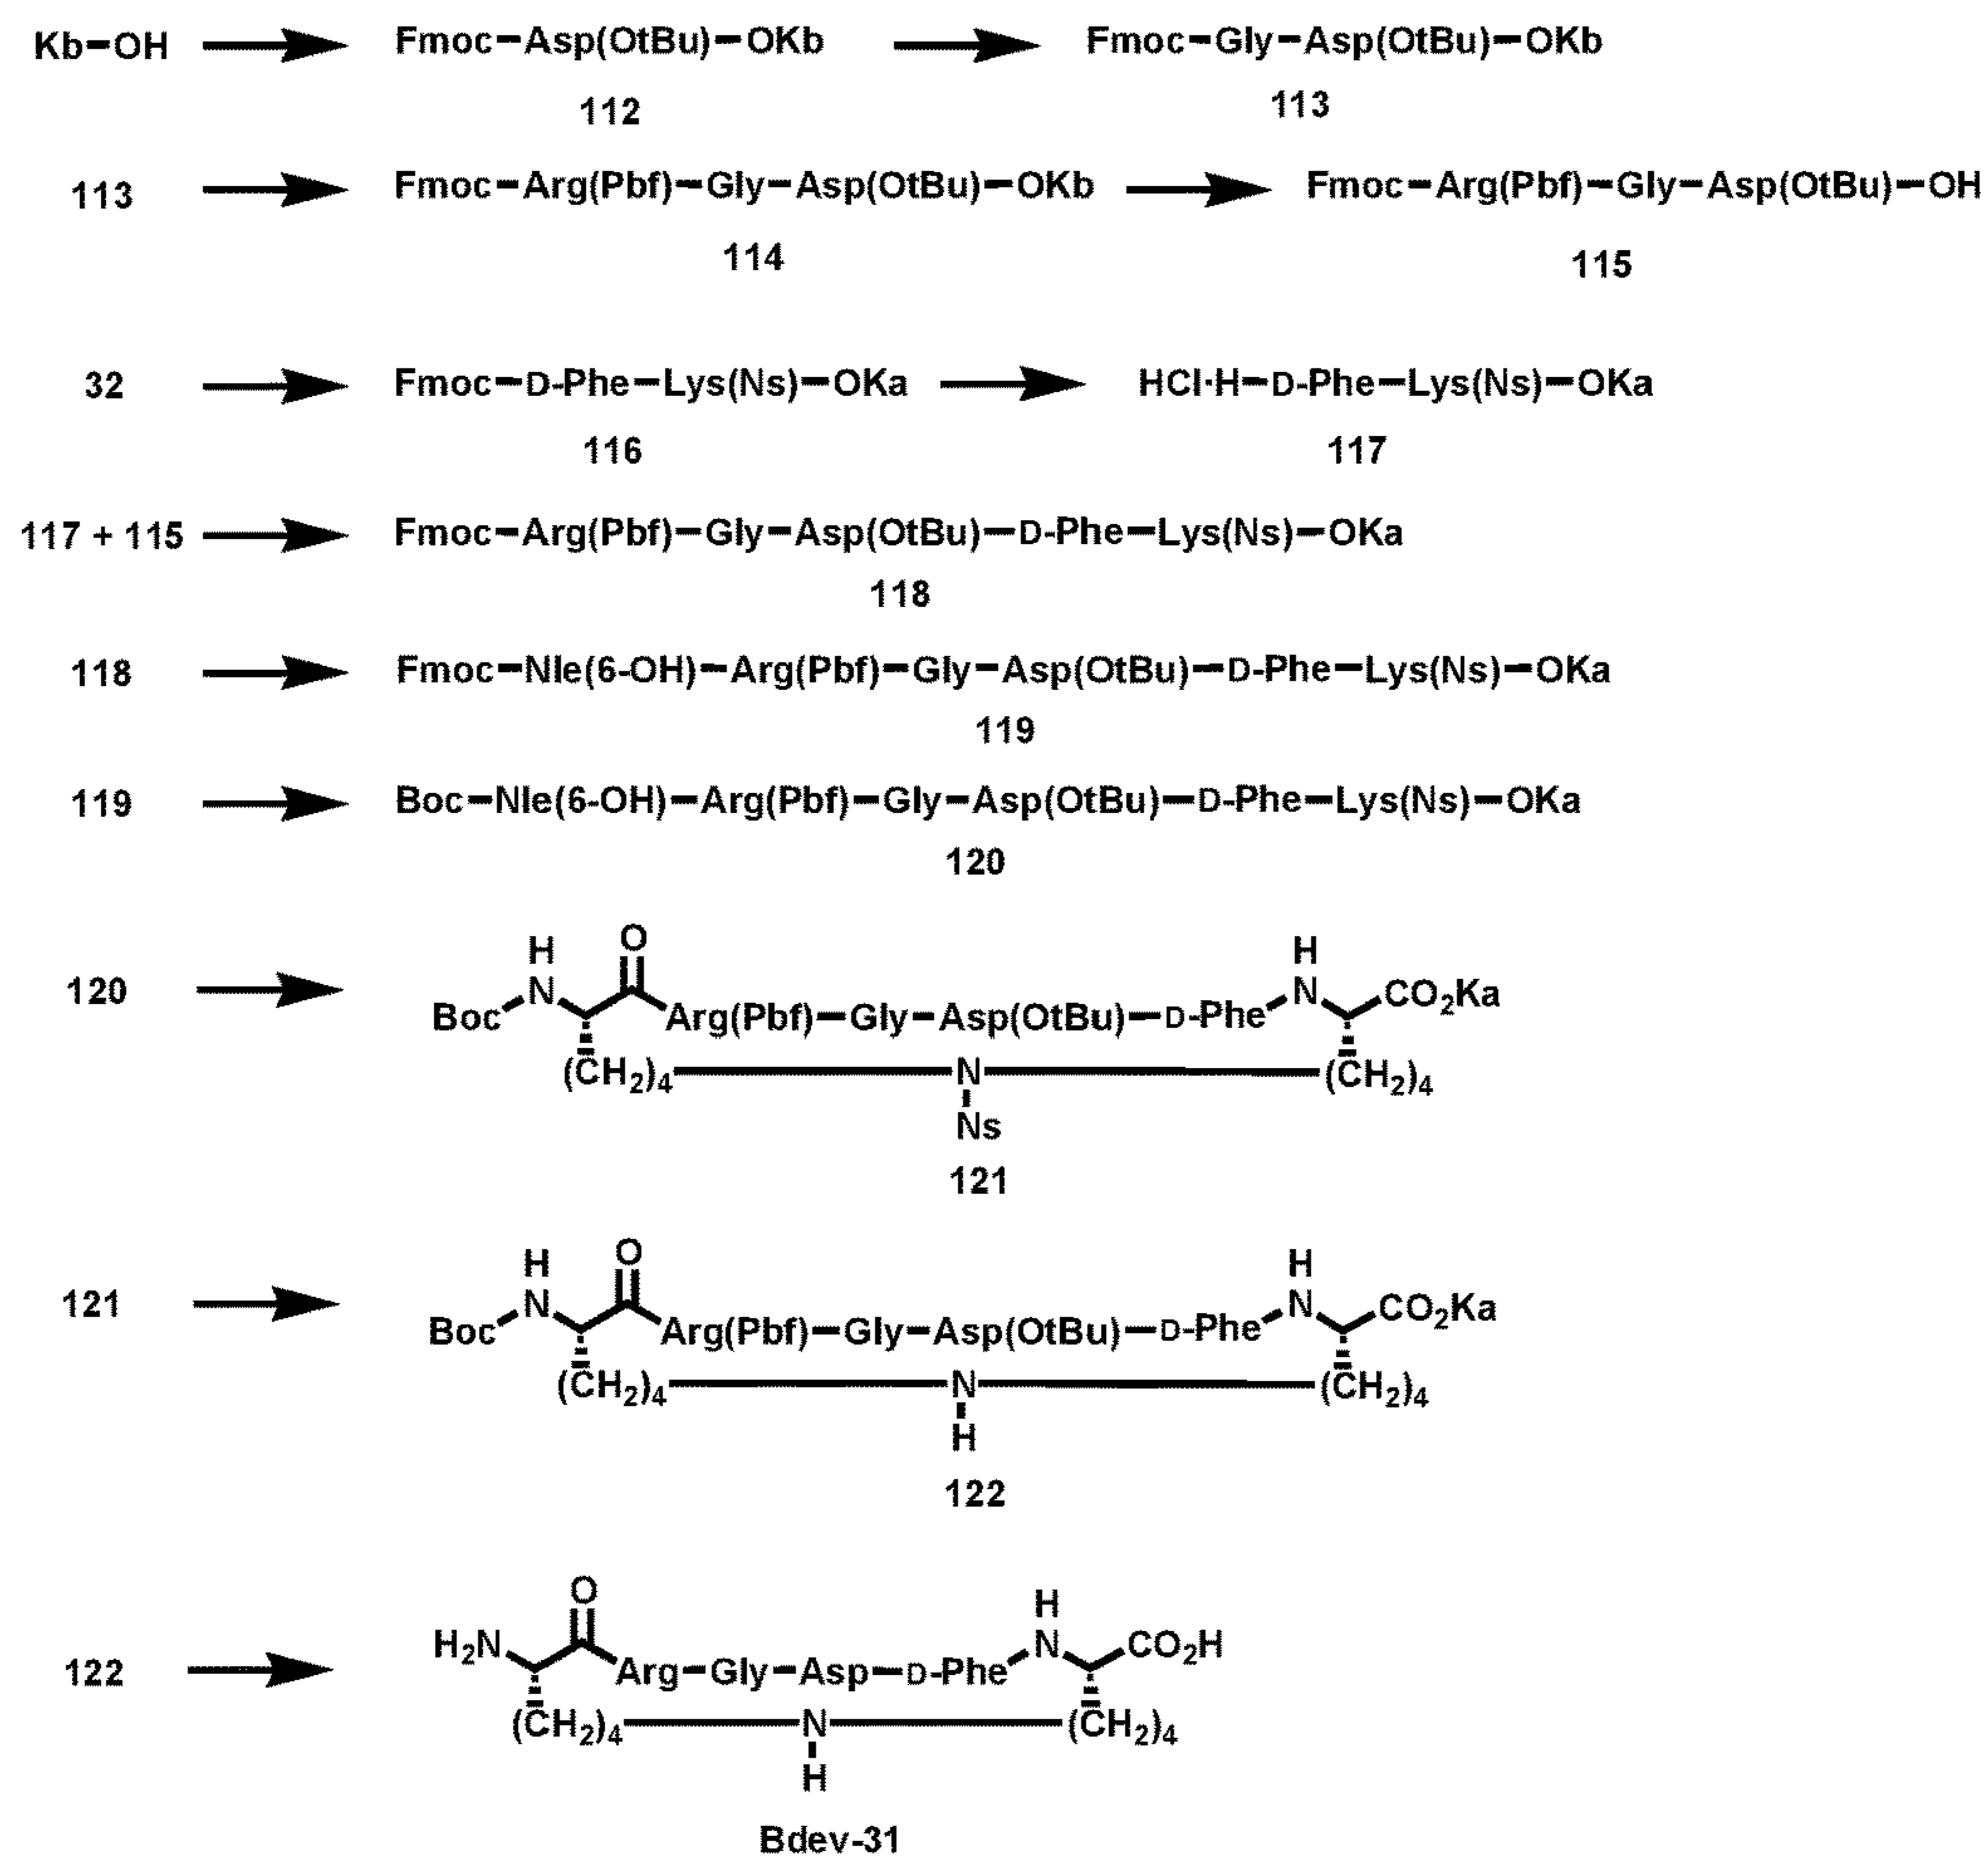 Kb-OH Fmoc-Asp(OtBu)-OKb Fmoc-Gly-Asp(OtBu)-OKb
112 113
113 Fmoc-Arg(Pbf)-Gly-Asp(OtBu)-OKb Fmoc-Arg(Pbf)-Gly-Asp(OtBu)-OH
114 115
32 Fmoc-D-Phe-Lys(Ns)-OKa HCl·H-D-Phe-Lys(Ns)-OKa
116 117
117 + 115 Fmoc-Arg(Pbf)-Gly-Asp(OtBu)-D-Phe-Lys(Ns)-OKa
118
118 Fmoc-Nle(6-OH)-Arg(Pbf)-Gly-Asp(OtBu)-D-Phe-Lys(Ns)-OKa
119
119 Boc-Nle(6-OH)-Arg(Pbf)-Gly-Asp(OtBu)-D-Phe-Lys(Ns)-OKa
120
H O H
120 N N CO₂Ka
Boc Arg(Pbf)-Gly-Asp(OtBu)-D-Phe
(CH₂)₄ N (CH₂)₄
Ns
121
H O H
121 N N CO₂Ka
Boc Arg(Pbf)-Gly-Asp(OtBu)-D-Phe
(CH₂)₄ N (CH₂)₄
H
122
O H
H₂N N CO₂H
122 Arg-Gly-Asp-D-Phe
(CH₂)₄ N (CH₂)₄
H
Bdev-31